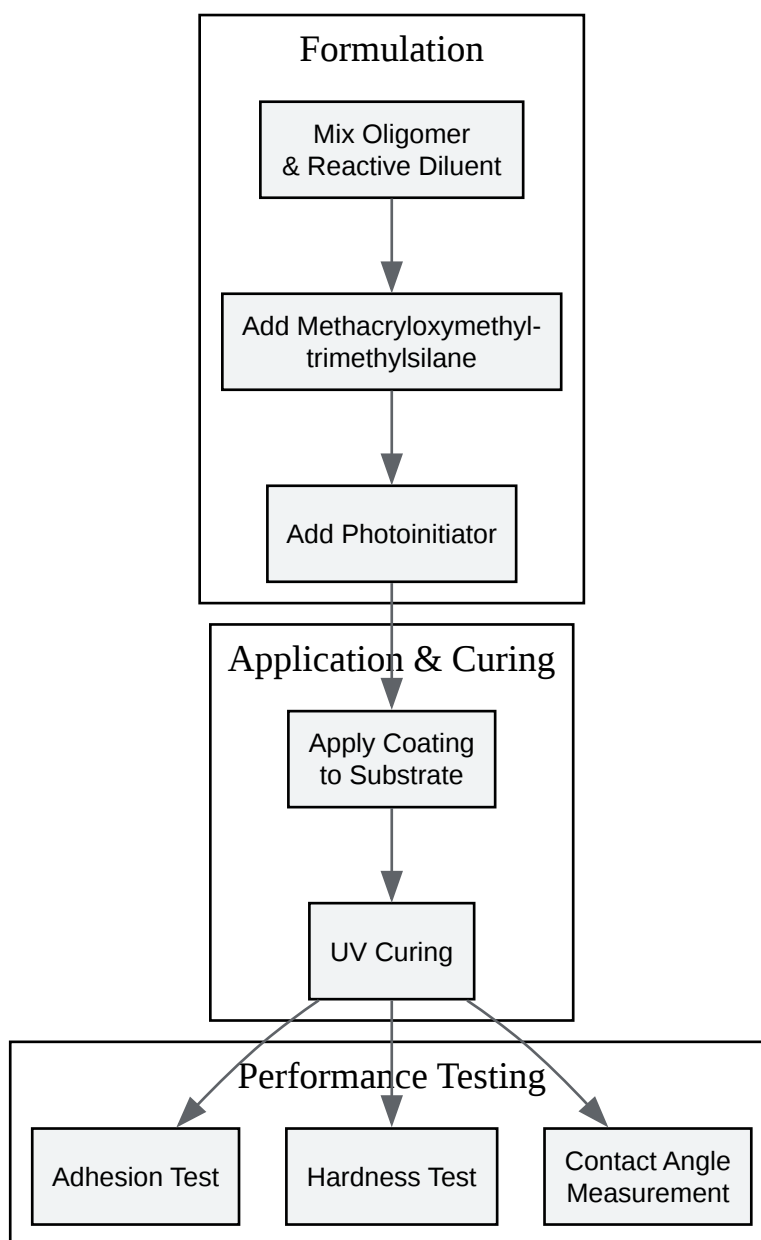 Formulation
Mix Oligomer
& Reactive Diluent
Add Methacryloxymethyl-
trimethylsilane
Add Photoinitiator
Application & Curing
Apply Coating
to Substrate
UV Curing
Performance Testing
Adhesion Test
Hardness Test
Contact Angle
Measurement